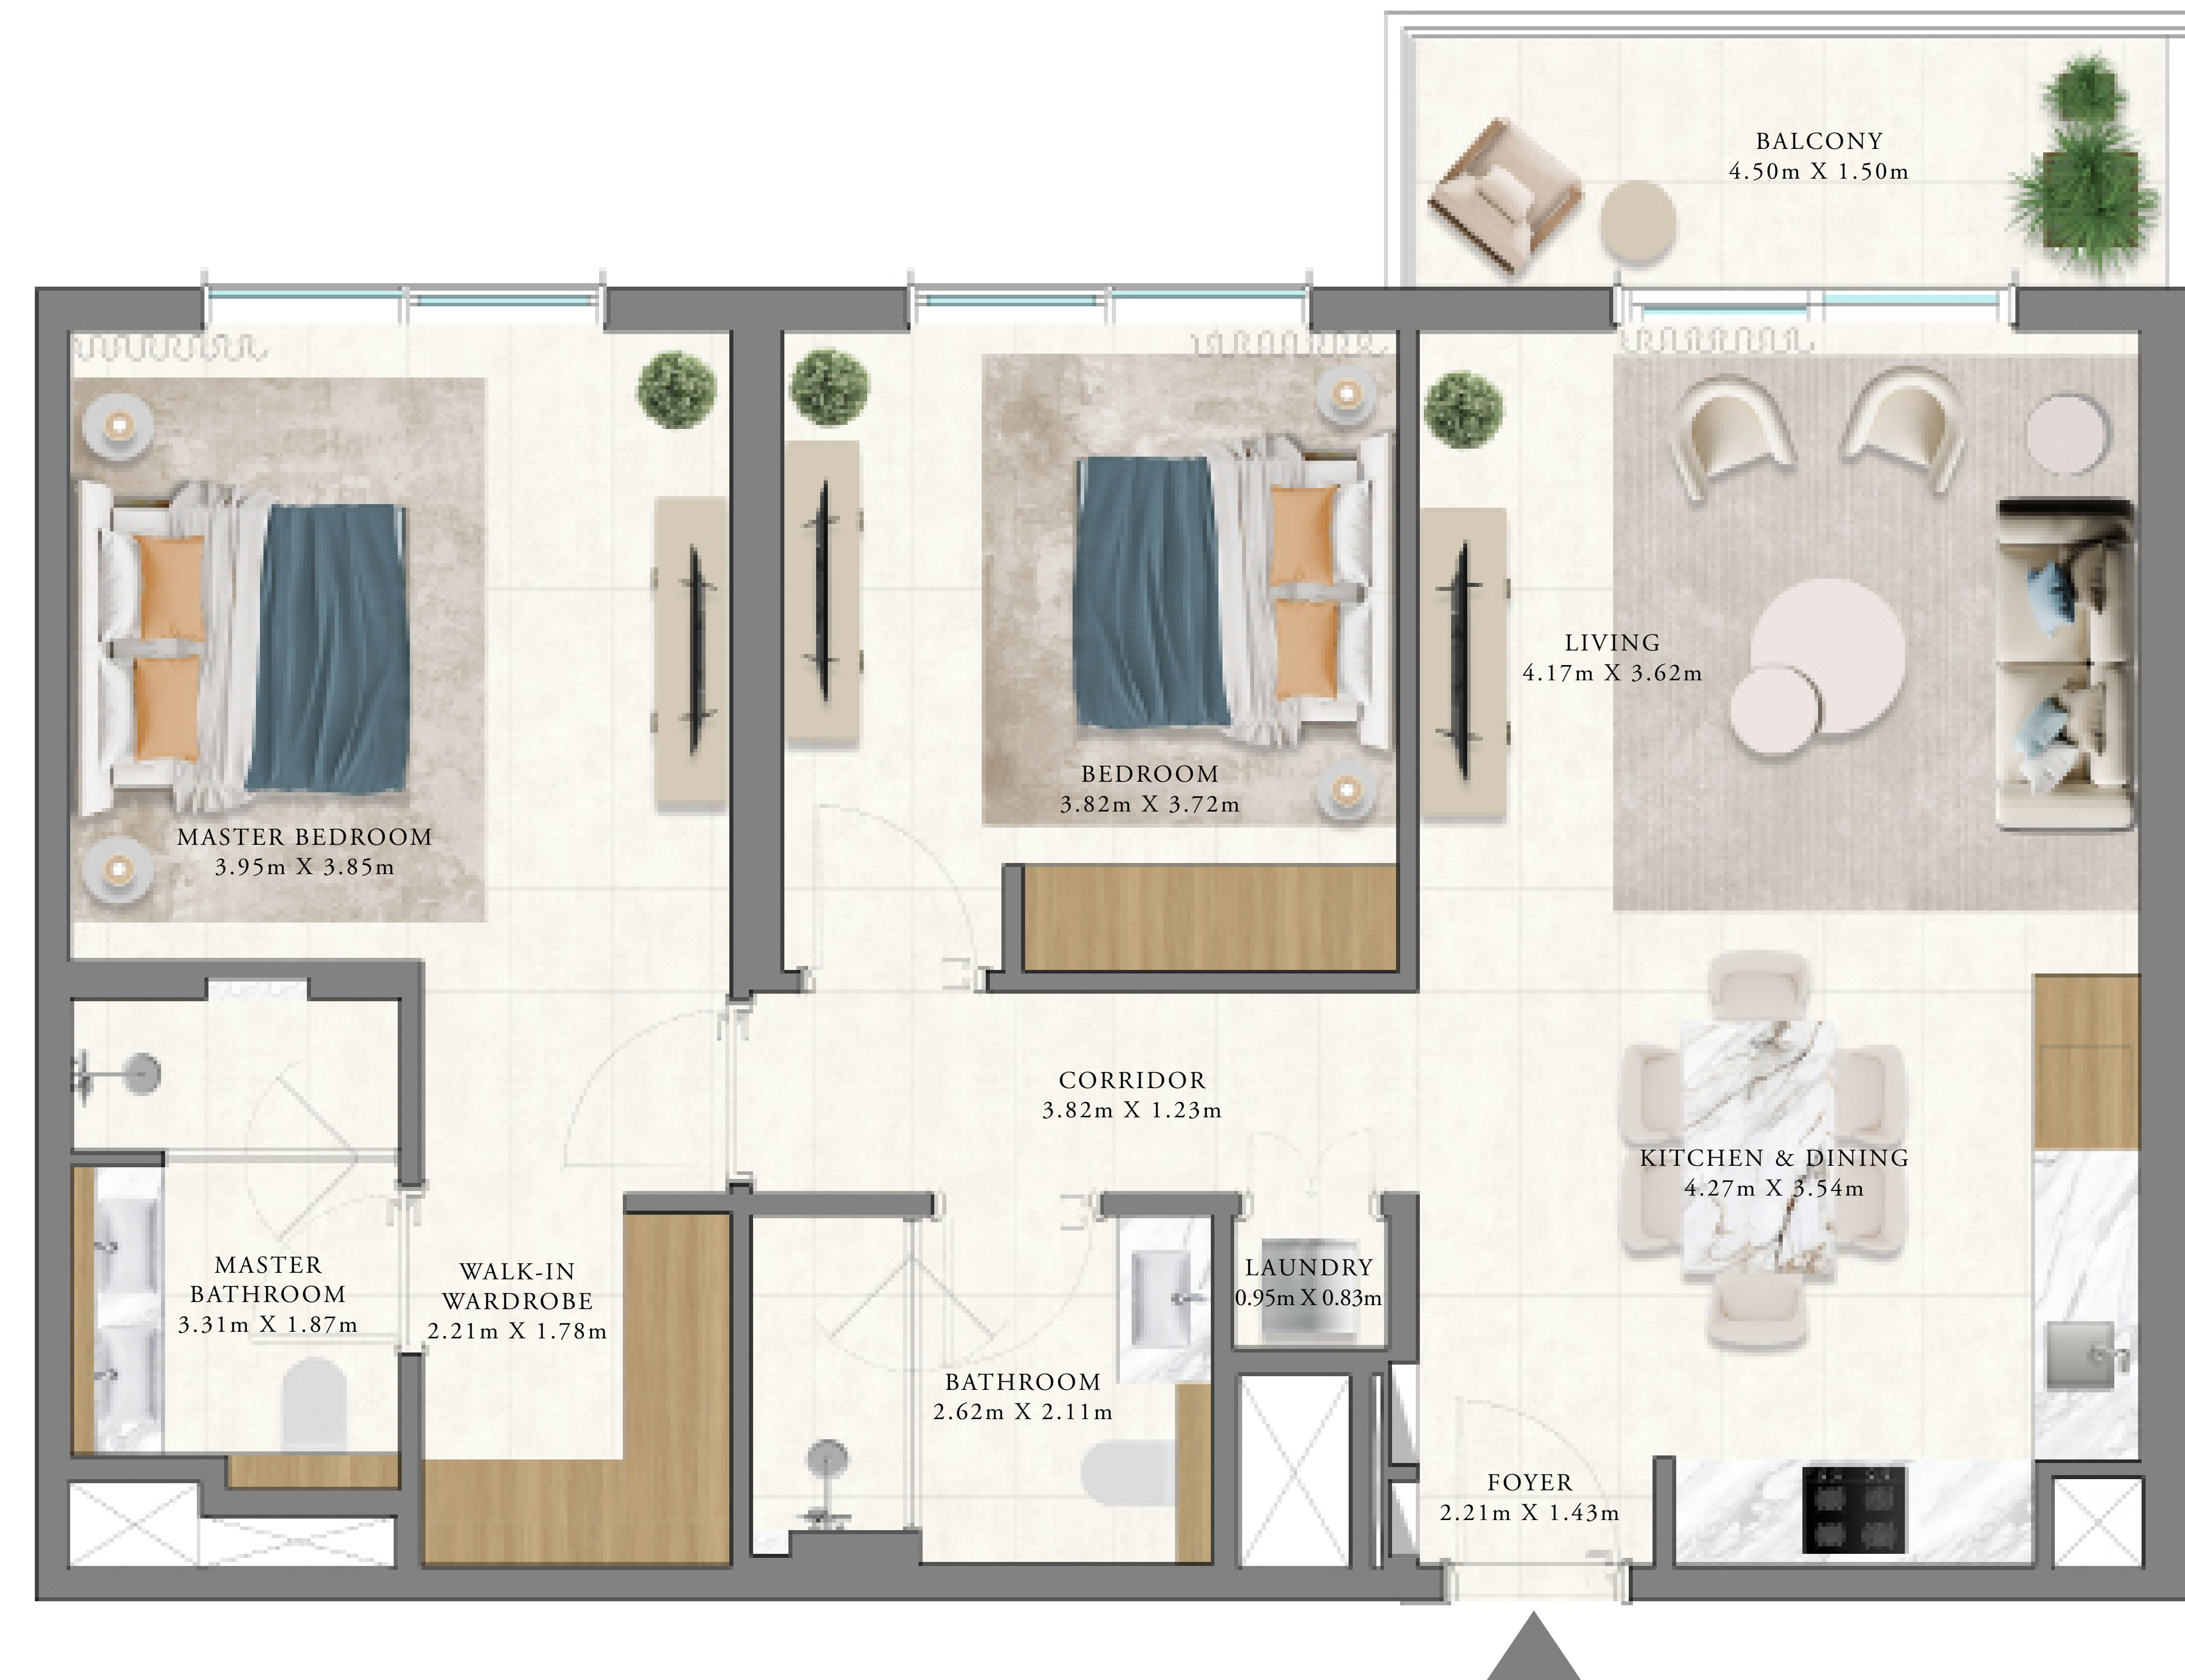 BALCONY
4.50m X 1.50m
LIVING
4.17m X 3.62m
BEDROOM
3.82m X 3.72m
MASTER BEDROOM
3.95m X 3.85m
CORRIDOR
3.82m X 1.23m
KITCHEN & DINING
4.27m X 3.54m
MASTER
BATHROOM
3.31m X 1.87m
WALK-IN
WARDROBE
2.21m X 1.78m
LAUNDRY
0.95m X 0.83m
BATHROOM
2.62m X 2.11m
FOYER
2.21m X 1.43m